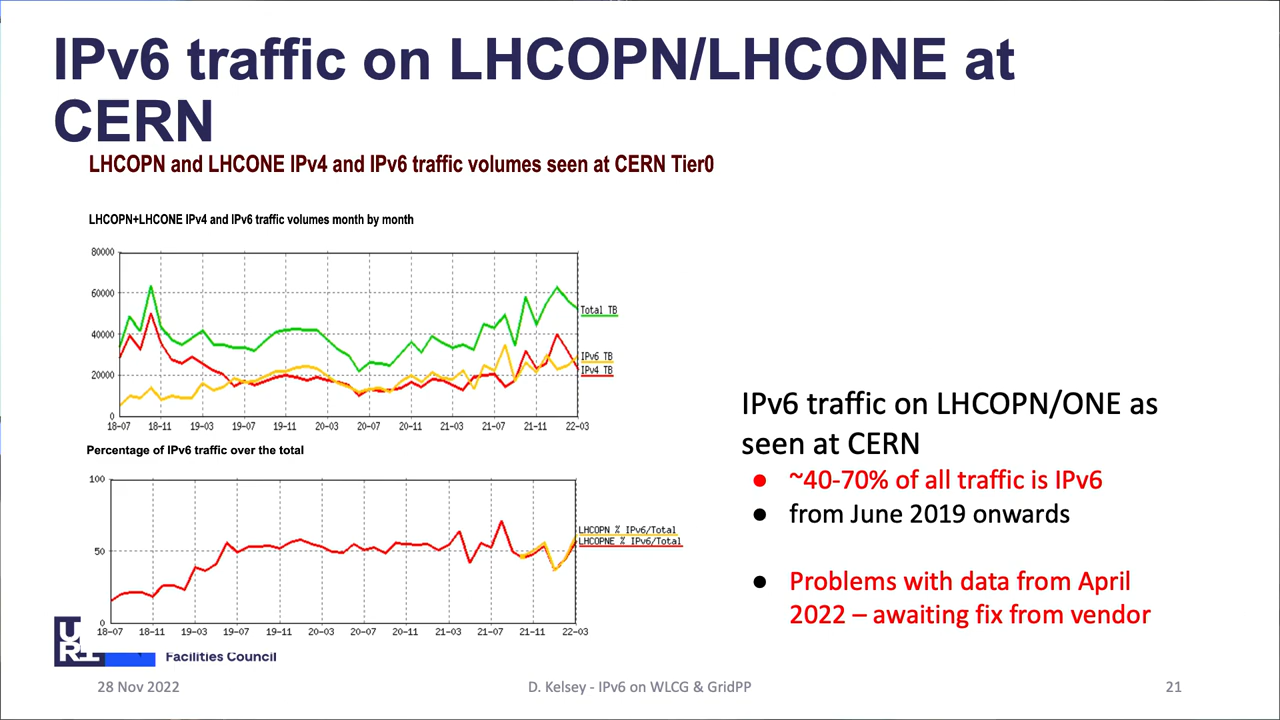 IPv6 traffic on LHCOPN/LHCONE at
CERN
LHCOPN and LHCONE IPv4 and IPv6 traffic volumes seen at CERN Tier0
LHCOPN+LHCONE IPv4 and IPv6 traffic volumes month by month
80000
60000
40000
20000
0
Total TB
IPv6 TB
IPv4 TB
18-07 18-11 19-03 19-07 19-11 20-03 20-07 20-11 21-03 21-07 21-11 22-03
Percentage of IPv6 traffic over the total
100
50
0
LHCOPN % IPv6/Total
LHCOPNE % IPv6/Total
18-07 18-11 19-03 19-07 19-11 20-03 20-07 20-11 21-03 21-07 21-11 22-03
IPv6 traffic on LHCOPN/ONE as
seen at CERN
● ~40-70% of all traffic is IPv6
● from June 2019 onwards
● Problems with data from April
2022 – awaiting fix from vendor
Facilities Council
28 Nov 2022
D. Kelsey - IPv6 on WLCG & GridPP
21